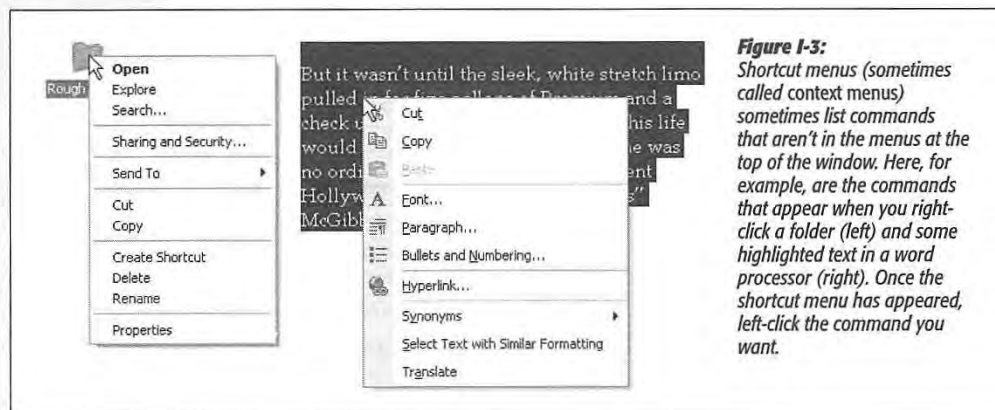 Rough
Open
Explore
Search...
Sharing and Security...
Send To
Cut
Copy
Create Shortcut
Delete
Rename
Properties
But it wasn't until the sleek, white stretch limo
pulled and a
check u his life
would e was
no ordi ent
Hollyw s"
McGibb
Cut
Copy
Paste
Font...
Paragraph...
Bullets and Numbering...
Hyperlink...
Synonyms
Select Text with Similar Formatting
Translate
Figure I-3:
Shortcut menus (sometimes
called context menus)
sometimes list commands
that aren't in the menus at the
top of the window. Here, for
example, are the commands
that appear when you right-
click a folder (left) and some
highlighted text in a word
processor (right). Once the
shortcut menu has appeared,
left-click the command you
want.